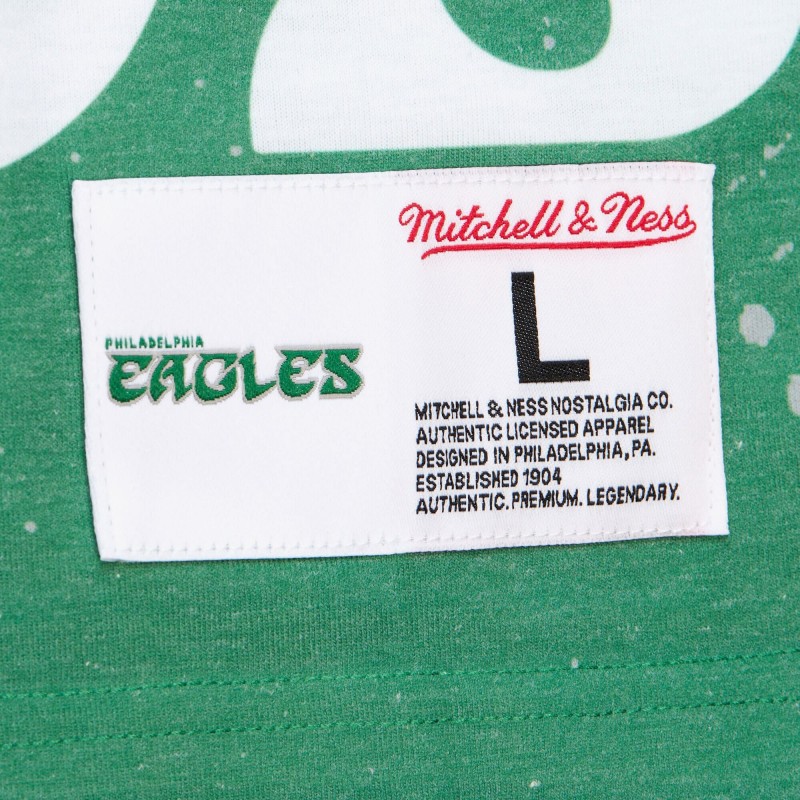 PHILADELPHIA
EAGLES
Mitchell & Ness
L
MITCHELL & NESS NOSTALGIA CO.
AUTHENTIC LICENSED APPAREL
DESIGNED IN PHILADELPHIA, PA.
ESTABLISHED 1904
AUTHENTIC. PREMIUM. LEGENDARY.